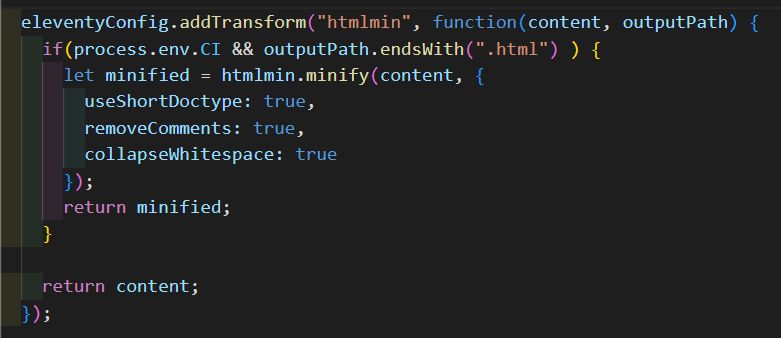 eleventyConfig.addTransform("htmlmin", function(content, outputPath) {
  if(process.env.CI && outputPath.endsWith(".html") ) {
    let minified = htmlmin.minify(content, {
      useShortDoctype: true,
      removeComments: true,
      collapseWhitespace: true
    });
    return minified;
  }

  return content;
});